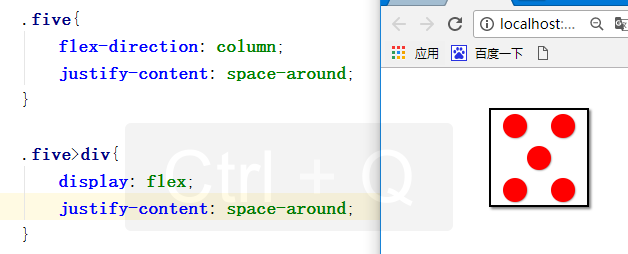 .five{
flex-direction: column;
justify-content: space-around;
}
.five>div{
display: flex;
justify-content: space-around;
}
Ctrl + Q
localhost:...
应用 百度一下